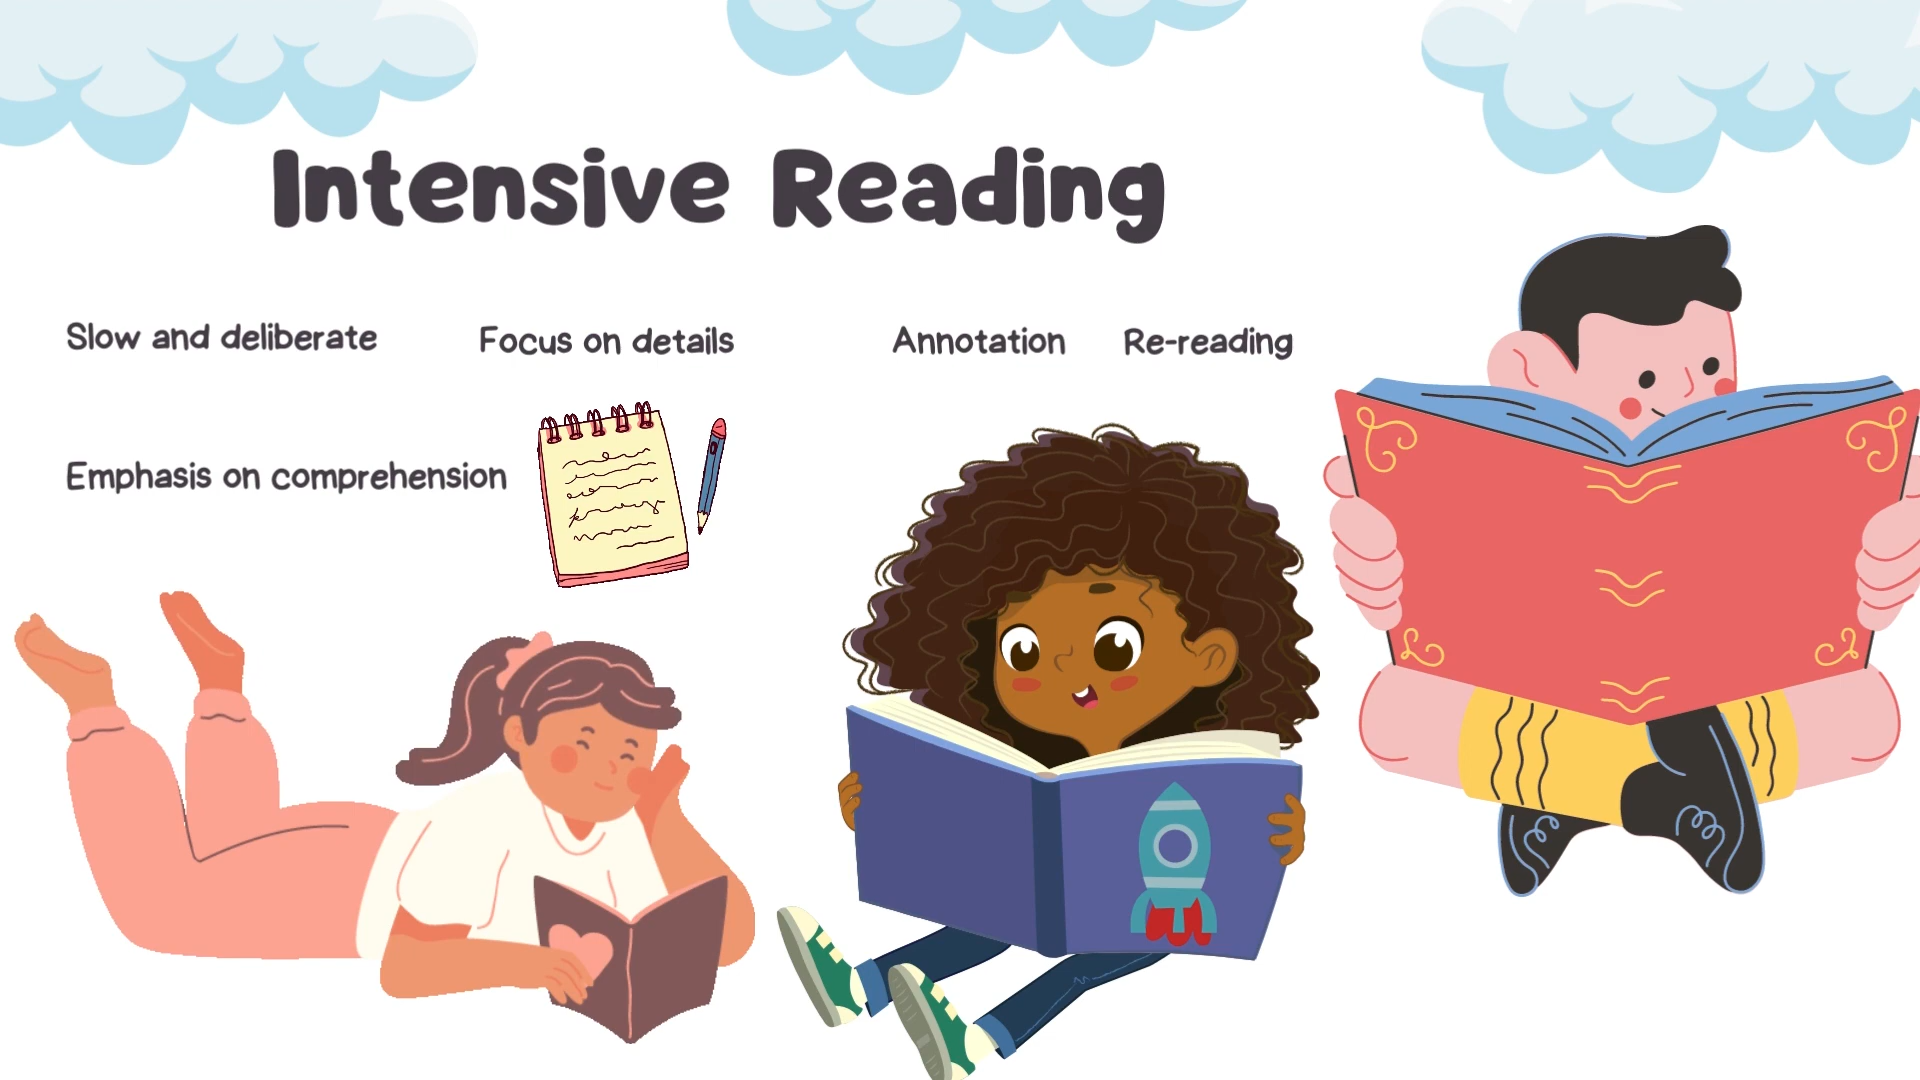 Intensive Reading
Slow and deliberate
Focus on details
Annotation
Re-reading
Emphasis on comprehension